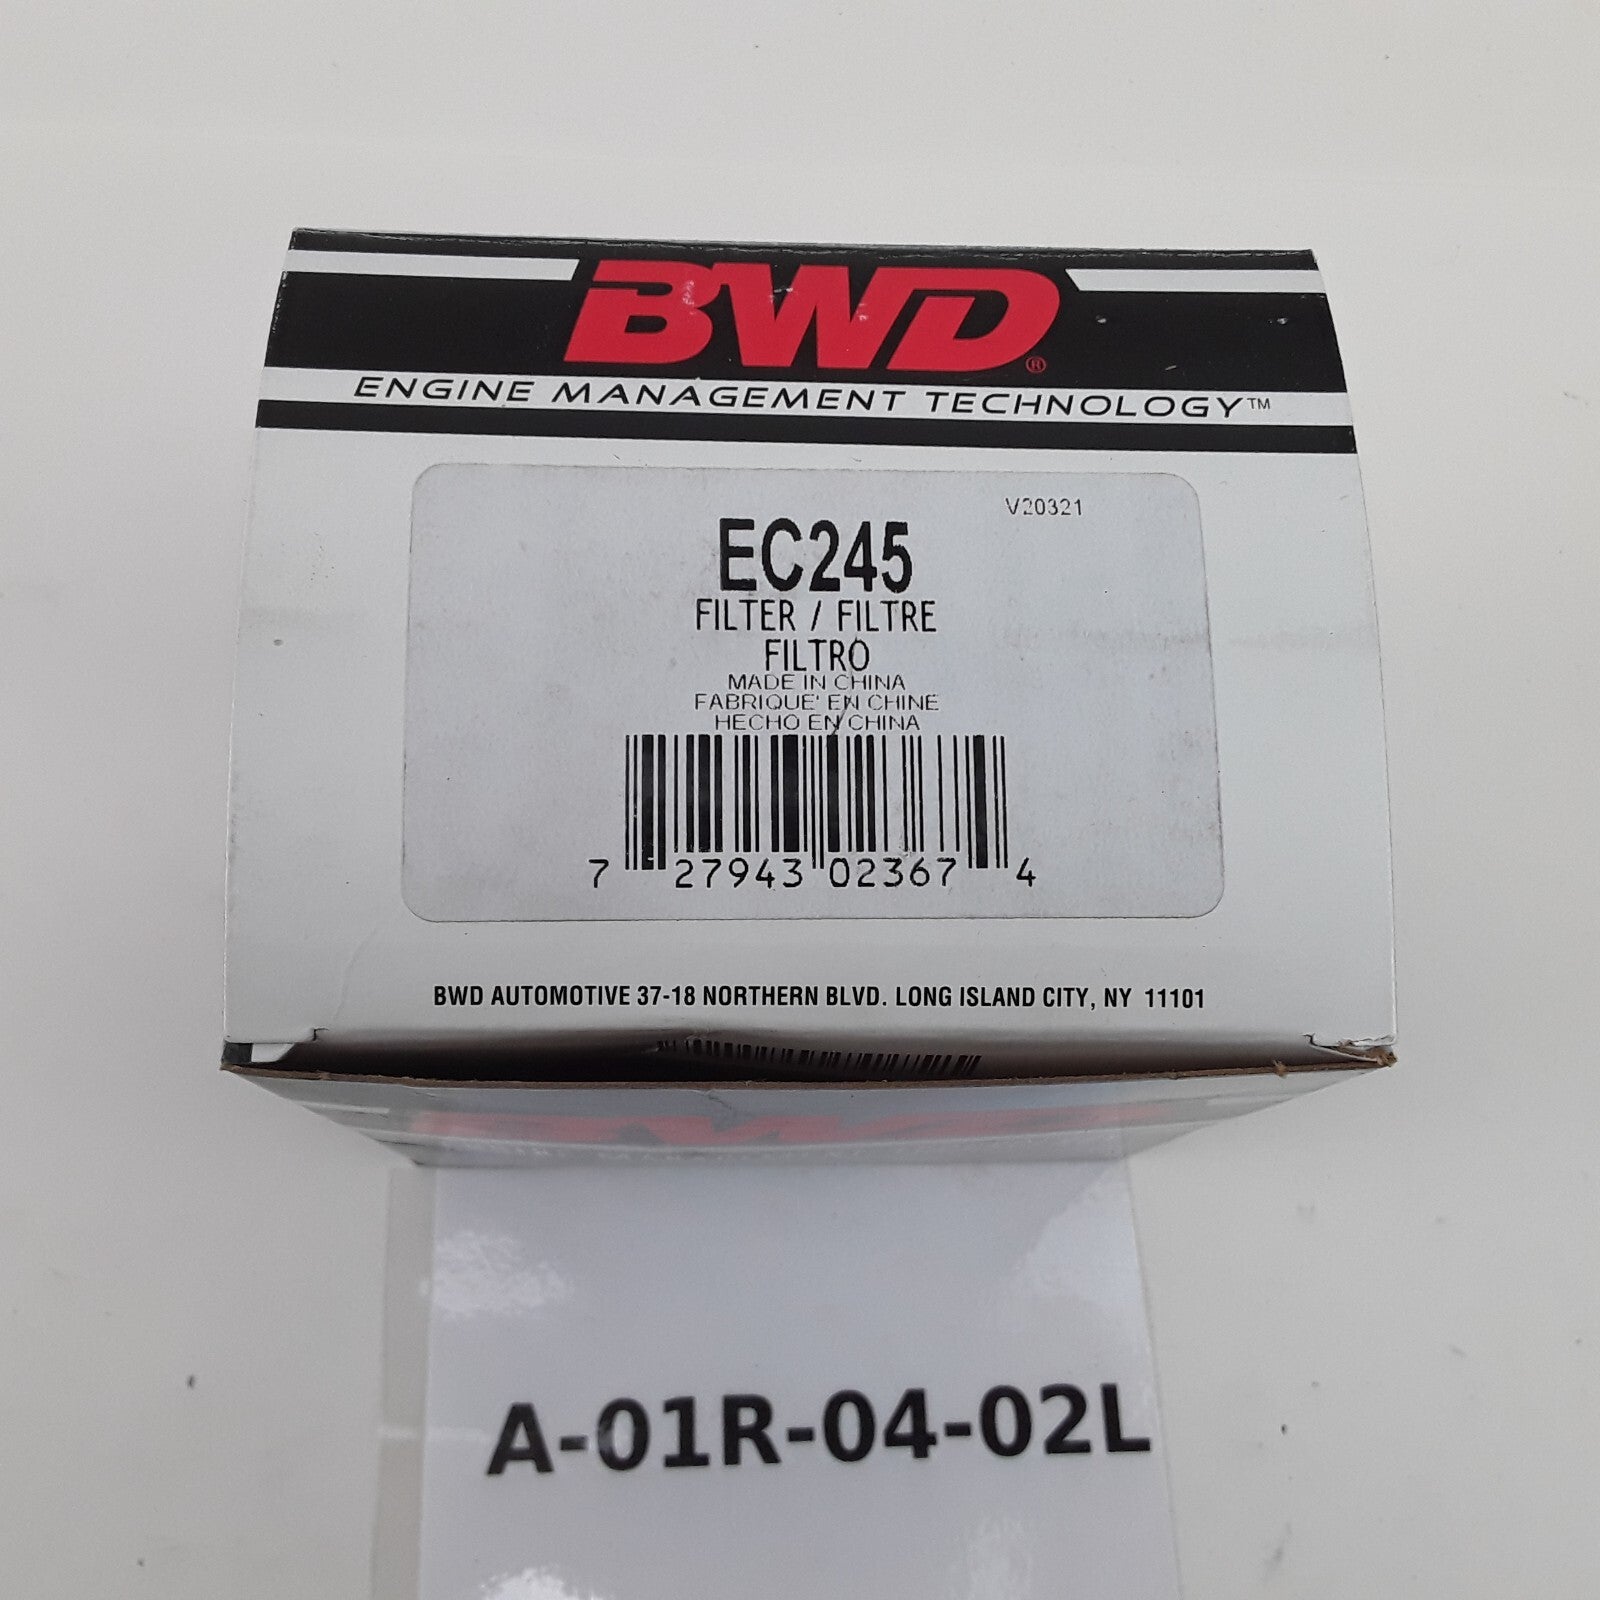 BWD®
ENGINE MANAGEMENT TECHNOLOGY™
V20321
EC245
FILTER / FILTRE
FILTRO
MADE IN CHINA
FABRIQUE' EN CHINE
HECHO EN CHINA
7 27943 02367 4
BWD AUTOMOTIVE 37-18 NORTHERN BLVD. LONG ISLAND CITY, NY 11101
A-01R-04-02L